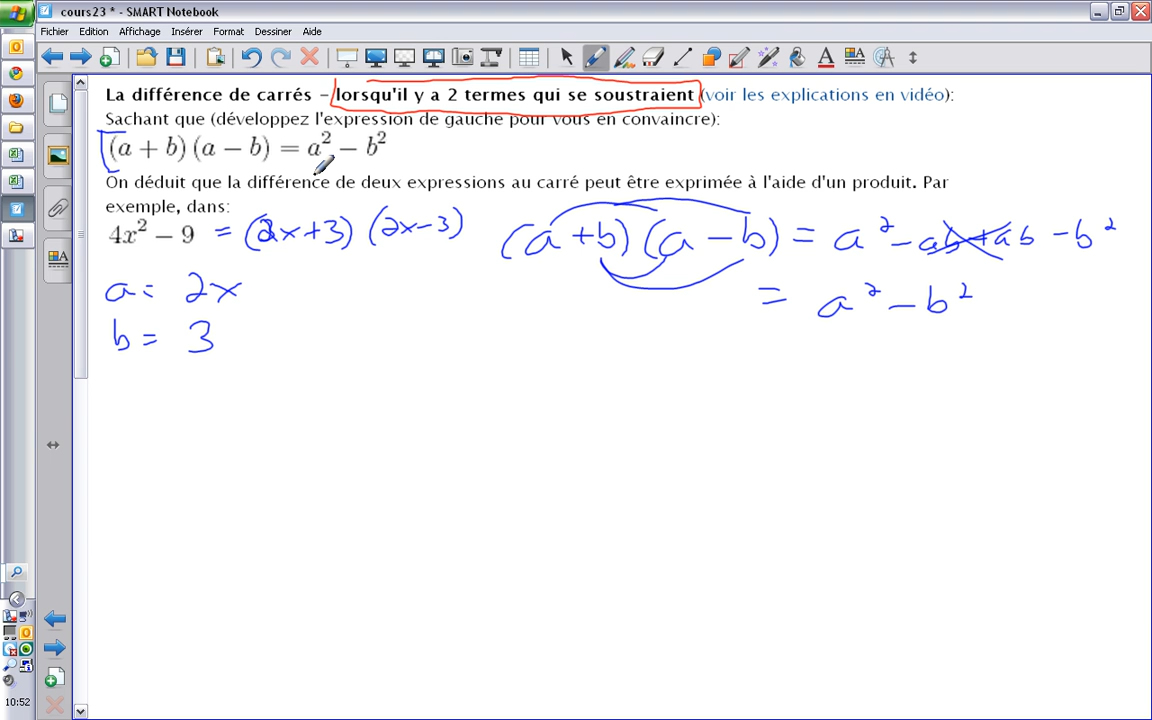 cours23 * - SMART Notebook
Fichier Edition Affichage Insérer Format Dessiner Aide
La différence de carrés – lorsqu'il y a 2 termes qui se soustraient (voir les explications en vidéo):
Sachant que (développez l'expression de gauche pour vous en convaincre):
(a + b) (a − b) = a² − b²
On déduit que la différence de deux expressions au carré peut être exprimée à l'aide d'un produit. Par
exemple, dans:
4x² − 9 = (2x+3) (2x−3) (a+b)(a−b) = a² − ab + ab − b²
= a² − b²
a = 2x
b = 3
10:52